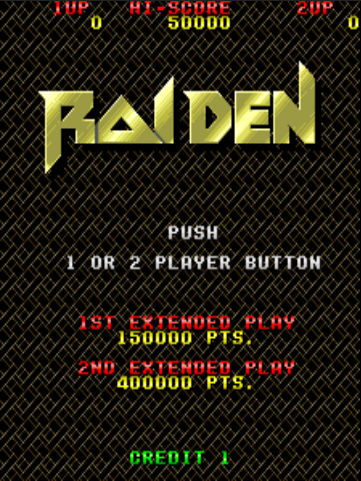 1UP HI-SCORE 2UP
0 50000 0
RAIDEN
PUSH
1 OR 2 PLAYER BUTTON
1ST EXTENDED PLAY
150000 PTS.
2ND EXTENDED PLAY
400000 PTS.
CREDIT 1